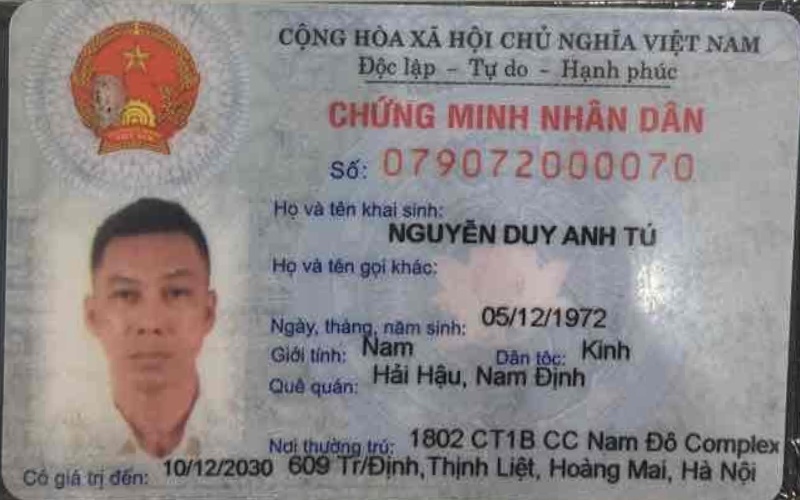 CỘNG HÒA XÃ HỘI CHỦ NGHĨA VIỆT NAM
Độc lập - Tự do - Hạnh phúc
CHỨNG MINH NHÂN DÂN
Số: 079072000070
Họ và tên khai sinh:
NGUYỄN DUY ANH TÚ
Họ và tên gọi khác:
Ngày, tháng, năm sinh: 05/12/1972
Giới tính: Nam Dân tộc: Kinh
Quê quán: Hải Hậu, Nam Định
Nơi thường trú: 1802 CT1B CC Nam Đô Complex
Có giá trị đến: 10/12/2030 609 Tr/Định,Thịnh Liệt, Hoàng Mai, Hà Nội